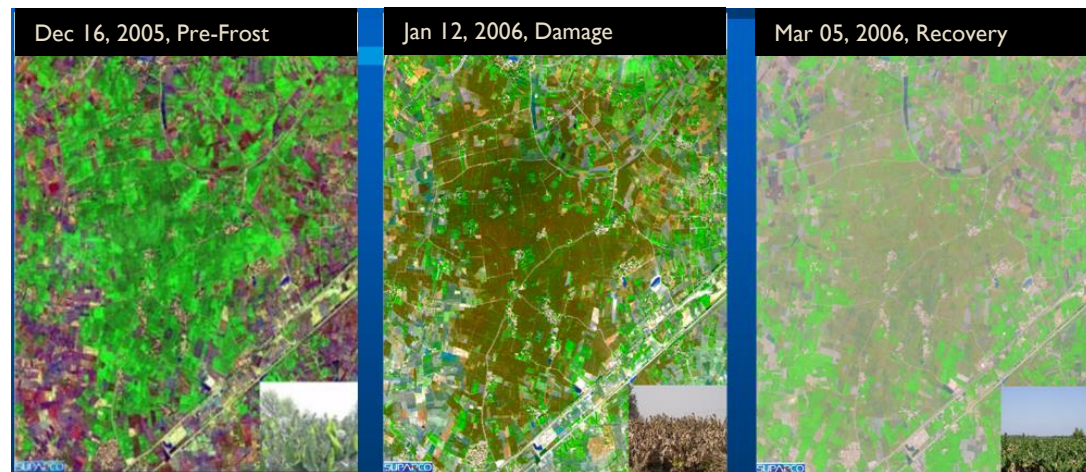 Dec 16, 2005, Pre-Frost
Jan 12, 2006, Damage
Mar 05, 2006, Recovery
SUPARCO
SUPARCO
SUPARCO